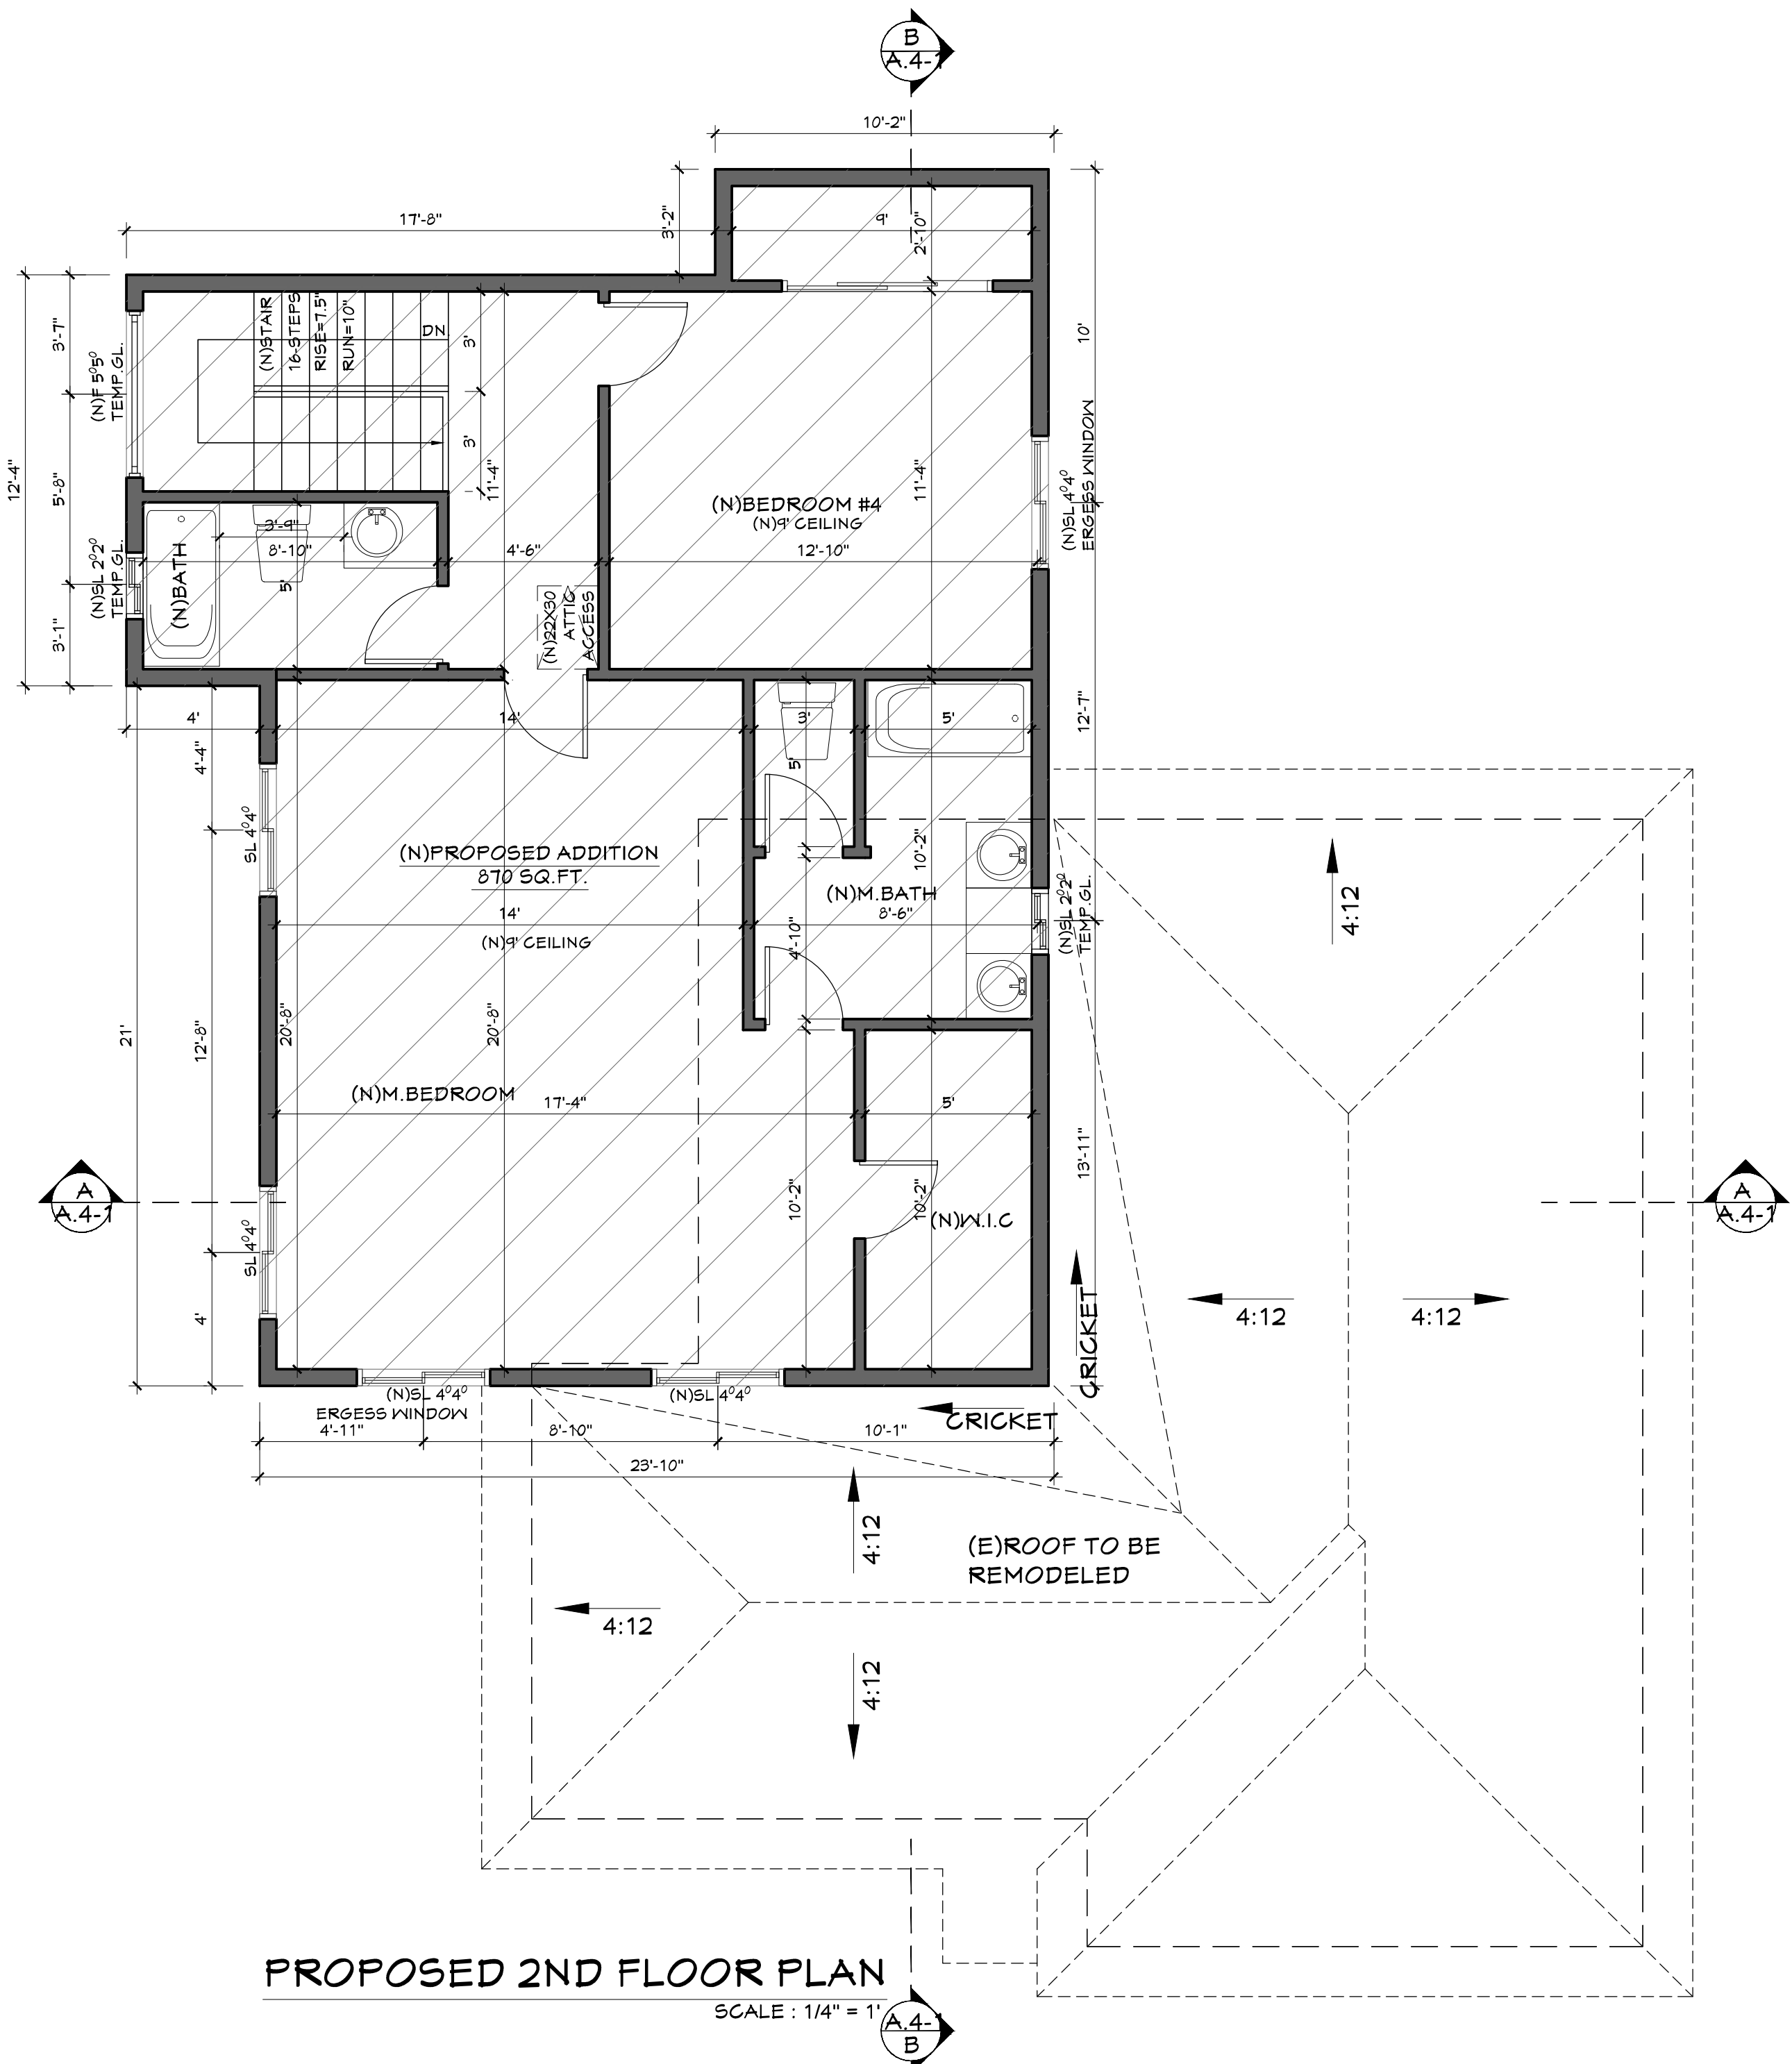 B
A.4-1
10'-2"
17'-8"
3'-2"
9'
2'-10"
12'-4"
3'-7"
5'-8"
3'-1"
(N)F 5⁰5⁰
TEMP.GL.
(N)SL 2⁰2⁰
TEMP.GL.
(N)STAIR
16-STEPS
RISE=7.5"
RUN=10"
DN
3'
3'
11'-4"
11'-4"
10'
(N)SL 4⁰4⁰
ERGESS WINDOW
(N)BEDROOM #4
(N)9' CEILING
3'-9"
8'-10"
4'-6"
12'-10"
5'
(N)BATH
(N)22X30
ATTIC
ACCESS
4'
14'
3'
5'
4'-4"
5'
12'-7"
SL 4⁰4⁰
(N)PROPOSED ADDITION
870 SQ.FT.
10'-2"
(N)M.BATH
14'
8'-6"
(N)9' CEILING
4'-10"
(N)SL 2⁰2⁰
TEMP.GL.
4:12
21'
12'-8"
20'-8"
20'-8"
(N)M.BEDROOM
17'-4"
5'
13'-11"
A
A.4-1
SL 4⁰4⁰
10'-2"
10'-2"
(N)W.I.C
A
A.4-1
4'
CRICKET
4:12
4:12
(N)SL 4⁰4⁰
ERGESS WINDOW
(N)SL 4⁰4⁰
CRICKET
4'-11"
8'-10"
10'-1"
23'-10"
4:12
(E)ROOF TO BE
REMODELED
4:12
4:12
PROPOSED 2ND FLOOR PLAN
SCALE : 1/4" = 1'
A.4-1
B